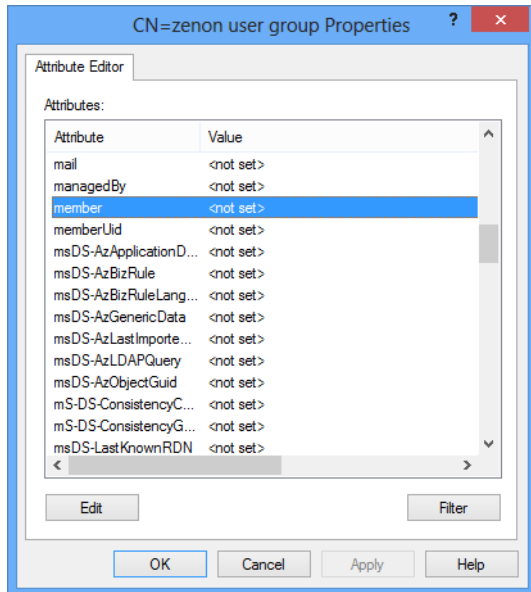 CN=zenon user group Properties ? ×
Attribute Editor
Attributes:
Attribute Value
mail <not set>
managedBy <not set>
member <not set>
memberUid <not set>
msDS-AzApplicationD... <not set>
msDS-AzBizRule <not set>
msDS-AzBizRuleLang... <not set>
msDS-AzGenericData <not set>
msDS-AzLastImporte... <not set>
msDS-AzLDAPQuery <not set>
msDS-AzObjectGuid <not set>
mS-DS-ConsistencyC... <not set>
mS-DS-ConsistencyG... <not set>
msDS-LastKnownRDN <not set>
Edit Filter
OK Cancel Apply Help